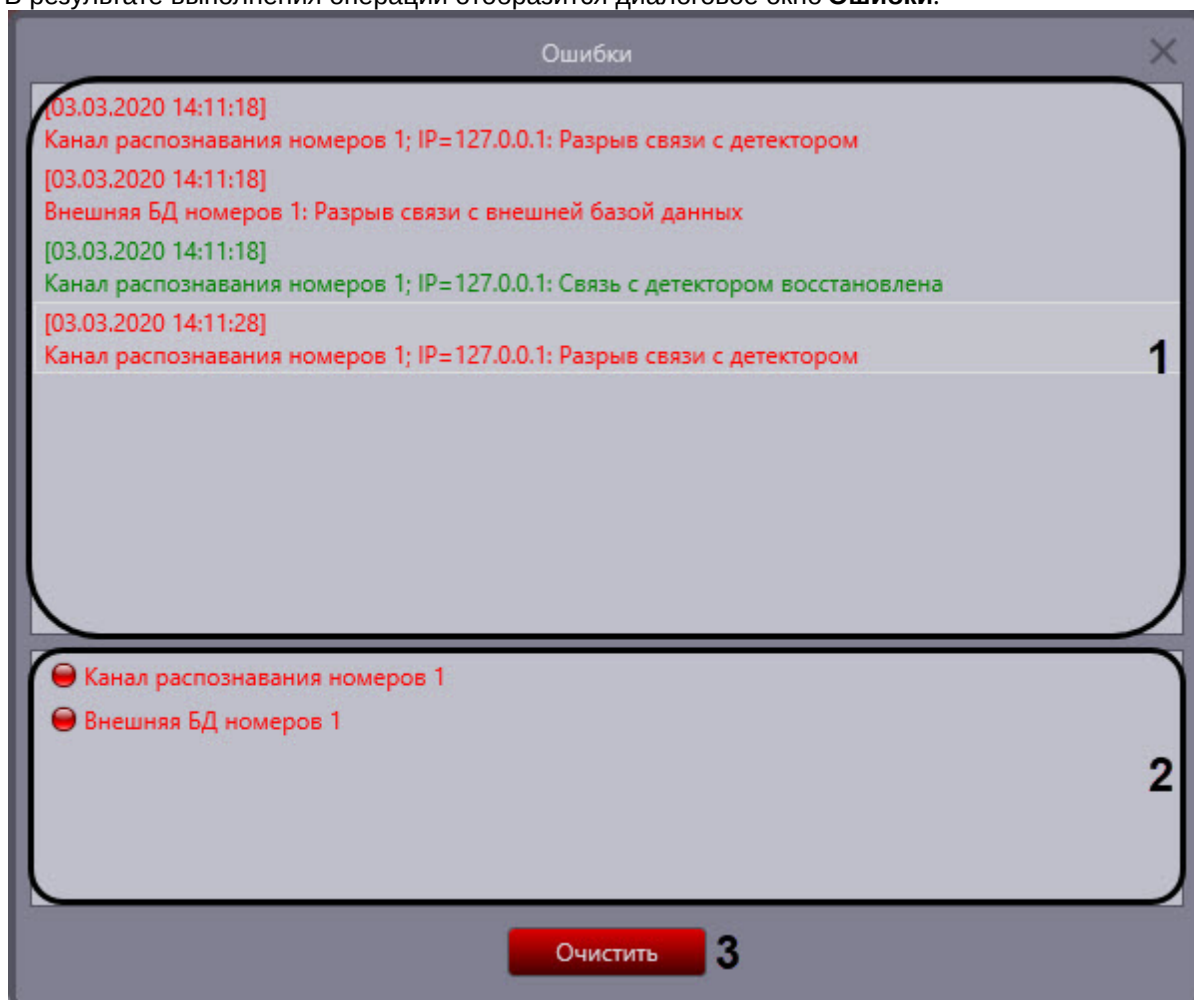 В результате выполнения операции отобразится диалоговое окно Ошибки.
Ошибки
[03.03.2020 14:11:18]
Канал распознавания номеров 1; IP=127.0.0.1: Разрыв связи с детектором
[03.03.2020 14:11:18]
Внешняя БД номеров 1: Разрыв связи с внешней базой данных
[03.03.2020 14:11:18]
Канал распознавания номеров 1; IP=127.0.0.1: Связь с детектором восстановлена
[03.03.2020 14:11:28]
Канал распознавания номеров 1; IP=127.0.0.1: Разрыв связи с детектором
1
Канал распознавания номеров 1
Внешняя БД номеров 1
2
Очистить 3